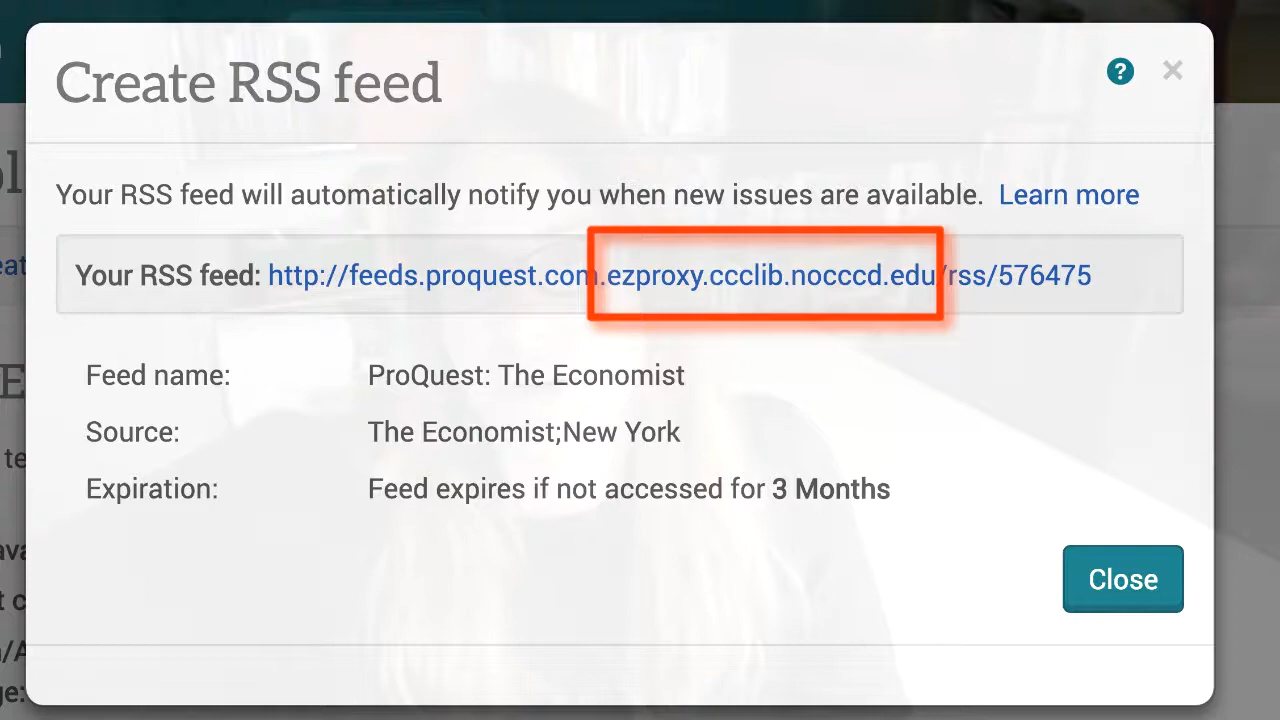 Create RSS feed
?
×
Your RSS feed will automatically notify you when new issues are available. Learn more
Your RSS feed: http://feeds.proquest.com.ezproxy.ccclib.nocccd.edu/rss/576475
Feed name: ProQuest: The Economist
Source: The Economist;New York
Expiration: Feed expires if not accessed for 3 Months
Close